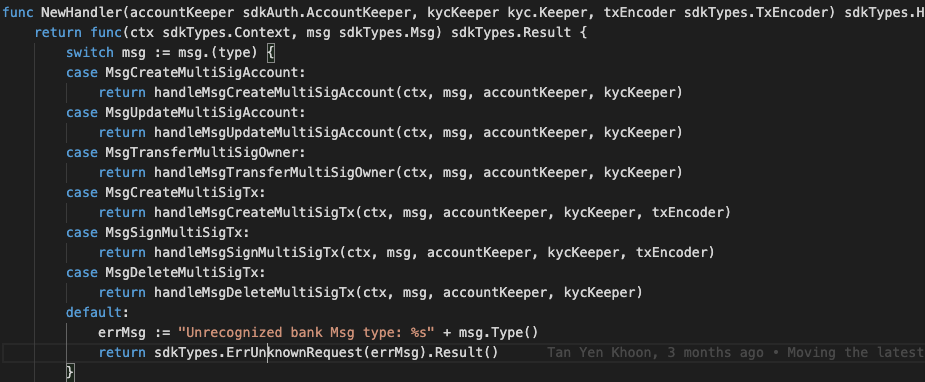 func NewHandler(accountKeeper sdkAuth.AccountKeeper, kycKeeper kyc.Keeper, txEncoder sdkTypes.TxEncoder) sdkTypes.H
return func(ctx sdkTypes.Context, msg sdkTypes.Msg) sdkTypes.Result {
switch msg := msg.(type) {
case MsgCreateMultiSigAccount:
return handleMsgCreateMultiSigAccount(ctx, msg, accountKeeper, kycKeeper)
case MsgUpdateMultiSigAccount:
return handleMsgUpdateMultiSigAccount(ctx, msg, accountKeeper, kycKeeper)
case MsgTransferMultiSigOwner:
return handleMsgTransferMultiSigOwner(ctx, msg, accountKeeper, kycKeeper)
case MsgCreateMultiSigTx:
return handleMsgCreateMultiSigTx(ctx, msg, accountKeeper, kycKeeper, txEncoder)
case MsgSignMultiSigTx:
return handleMsgSignMultiSigTx(ctx, msg, accountKeeper, kycKeeper, txEncoder)
case MsgDeleteMultiSigTx:
return handleMsgDeleteMultiSigTx(ctx, msg, accountKeeper, kycKeeper)
default:
errMsg := "Unrecognized bank Msg type: %s" + msg.Type()
return sdkTypes.ErrUnknownRequest(errMsg).Result() Tan Yen Khoon, 3 months ago • Moving the latest
}